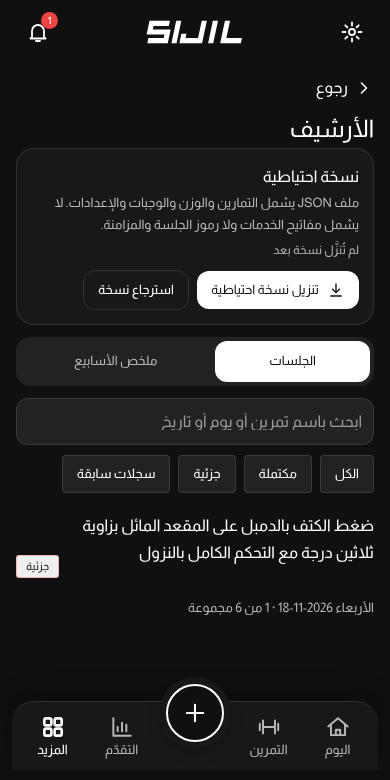 1
SIJIL
رجوع
الأرشيف
نسخة احتياطية
ملف JSON يشمل التمارين والوزن والوجبات والإعدادات. لا
يشمل مفاتيح الخدمات ولا رموز الجلسة والمزامنة.
لم تُنزَّل نسخة بعد
تنزيل نسخة احتياطية
استرجاع نسخة
الجلسات
ملخص الأسابيع
ابحث باسم تمرين أو يوم أو تاريخ
الكل
مكتملة
جزئية
سجلات سابقة
ضغط الكتف بالدمبل على المقعد المائل بزاوية
ثلاثين درجة مع التحكم الكامل بالنزول
جزئية
الأربعاء 2026-11-18 · 1 من 6 مجموعة
اليوم
التمرين
التقدّم
المزيد